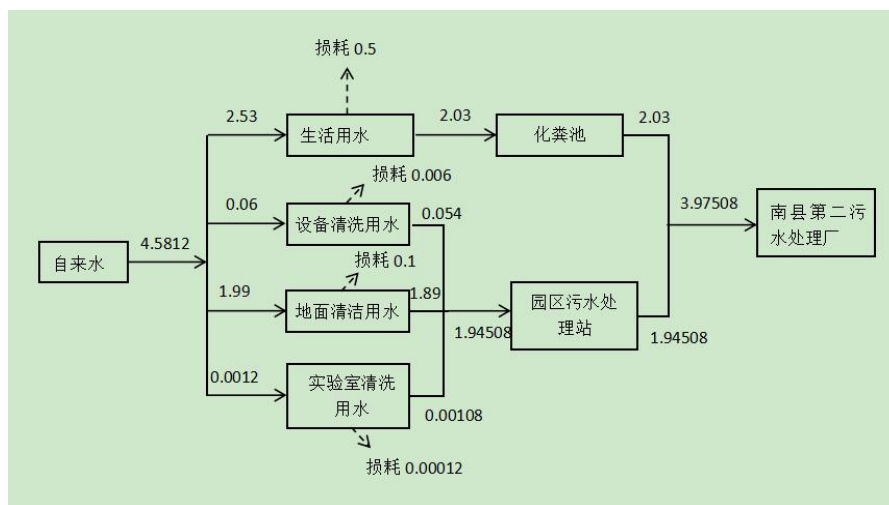 损耗 0.5
2.53
生活用水
2.03
化粪池
2.03
损耗 0.006
0.06
设备清洗用水
0.054
3.97508
南县第二污
水处理厂
自来水
4.5812
损耗 0.1
1.99
地面清洁用水
1.89
1.94508
园区污水处
理站
1.94508
0.0012
实验室清洗
用水
0.00108
损耗 0.00012